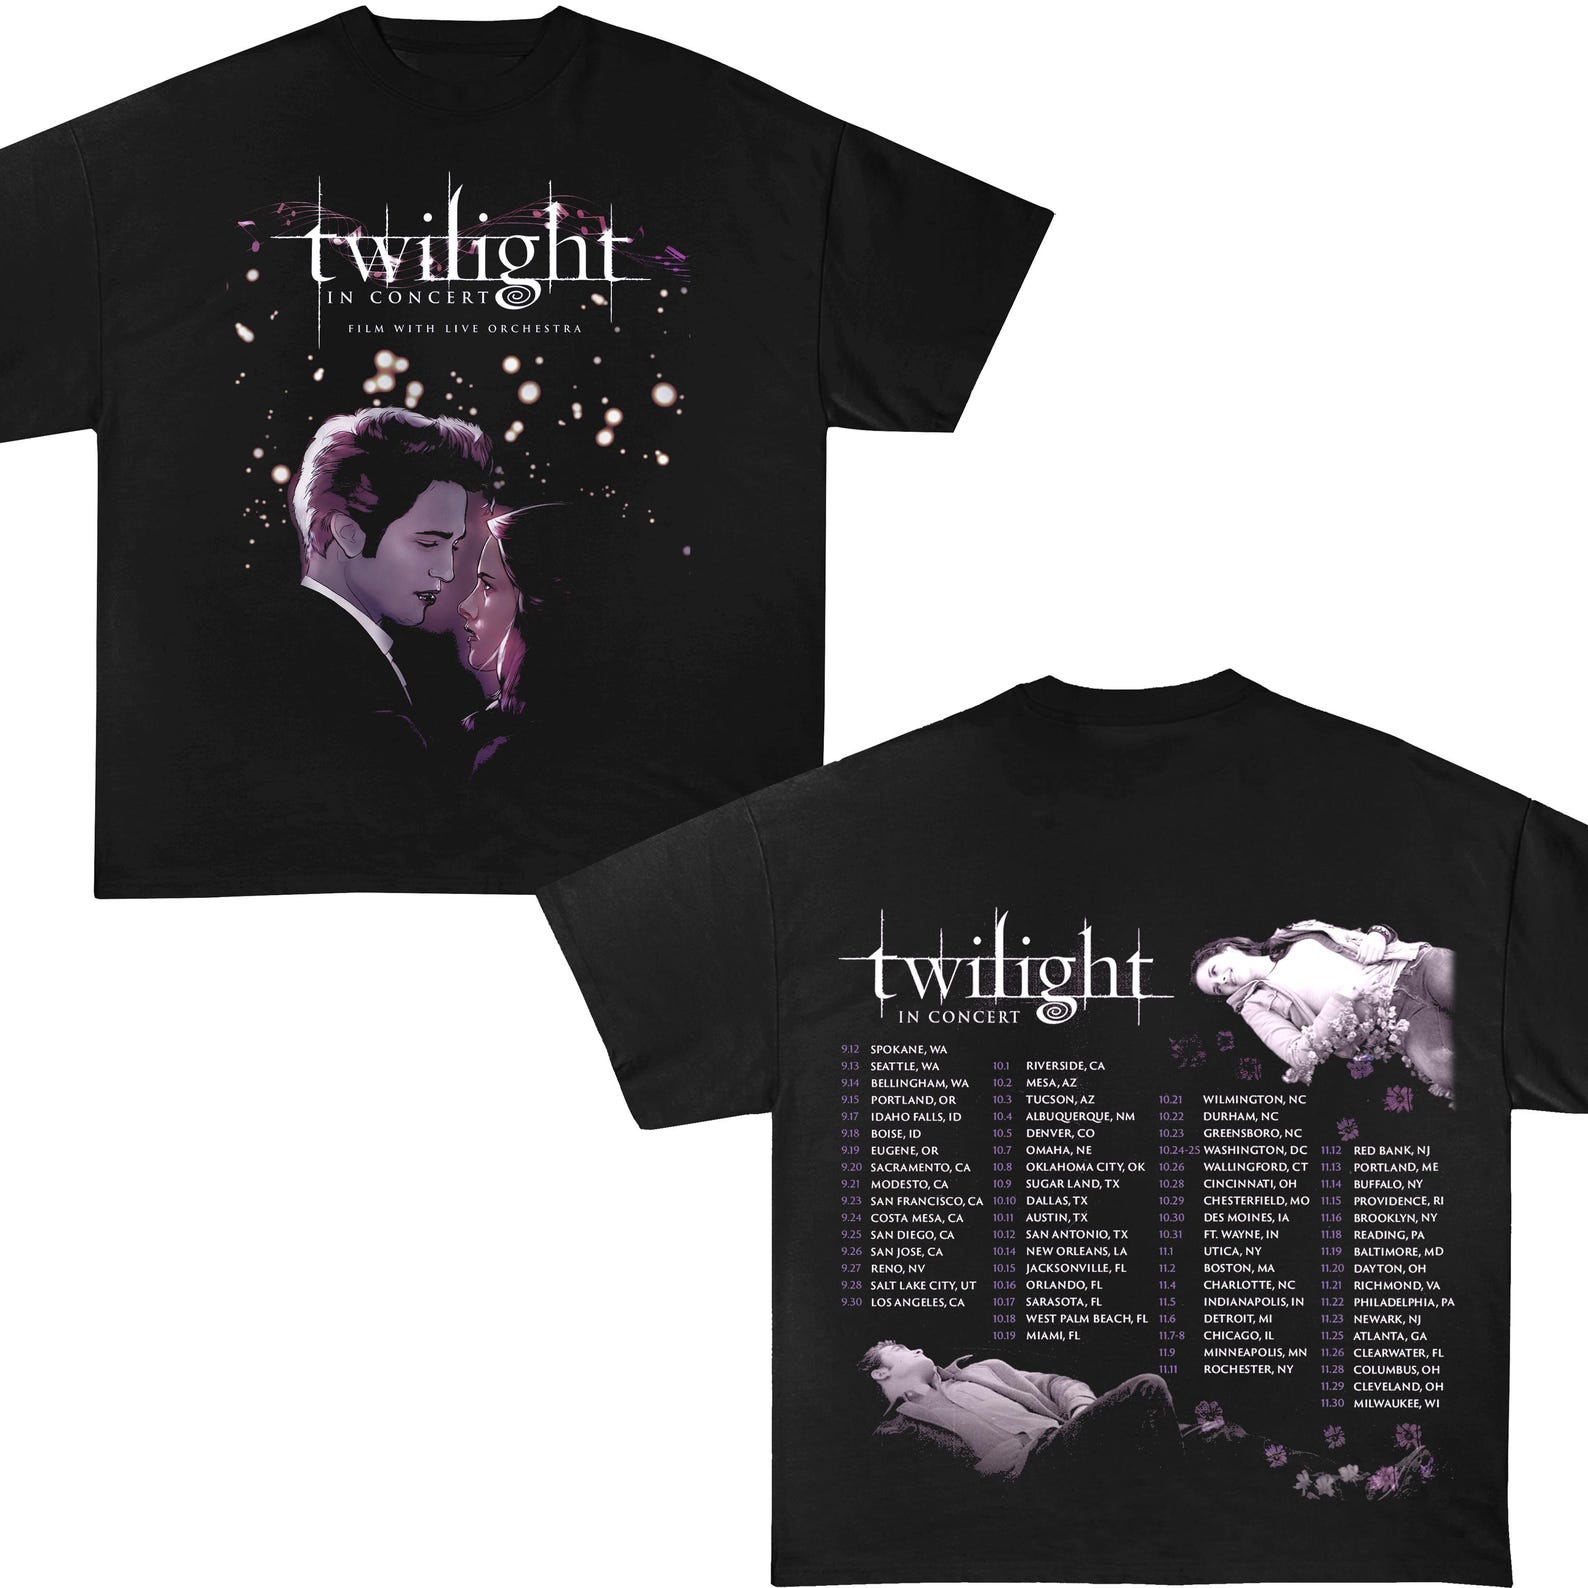 twilight
IN CONCERT
FILM WITH LIVE ORCHESTRA
twilight
IN CONCERT
9.12 SPOKANE, WA
9.13 SEATTLE, WA
9.14 BELLINGHAM, WA
9.15 PORTLAND, OR
9.17 IDAHO FALLS, ID
9.18 BOISE, ID
9.19 EUGENE, OR
9.20 SACRAMENTO, CA
9.21 MODESTO, CA
9.23 SAN FRANCISCO, CA
9.24 COSTA MESA, CA
9.25 SAN DIEGO, CA
9.26 SAN JOSE, CA
9.27 RENO, NV
9.28 SALT LAKE CITY, UT
9.30 LOS ANGELES, CA
10.1 RIVERSIDE, CA
10.2 MESA, AZ
10.3 TUCSON, AZ
10.4 ALBUQUERQUE, NM
10.5 DENVER, CO
10.7 OMAHA, NE
10.8 OKLAHOMA CITY, OK
10.9 SUGAR LAND, TX
10.10 DALLAS, TX
10.11 AUSTIN, TX
10.12 SAN ANTONIO, TX
10.14 NEW ORLEANS, LA
10.15 JACKSONVILLE, FL
10.16 ORLANDO, FL
10.17 SARASOTA, FL
10.18 WEST PALM BEACH, FL
10.19 MIAMI, FL
10.21 WILMINGTON, NC
10.22 DURHAM, NC
10.23 GREENSBORO, NC
10.24-25 WASHINGTON, DC
10.26 WALLINGFORD, CT
10.28 CINCINNATI, OH
10.29 CHESTERFIELD, MO
10.30 DES MOINES, IA
10.31 FT. WAYNE, IN
11.1 UTICA, NY
11.2 BOSTON, MA
11.4 CHARLOTTE, NC
11.5 INDIANAPOLIS, IN
11.6 DETROIT, MI
11.7-8 CHICAGO, IL
11.9 MINNEAPOLIS, MN
11.11 ROCHESTER, NY
11.12 RED BANK, NJ
11.13 PORTLAND, ME
11.14 BUFFALO, NY
11.15 PROVIDENCE, RI
11.16 BROOKLYN, NY
11.18 READING, PA
11.19 BALTIMORE, MD
11.20 DAYTON, OH
11.21 RICHMOND, VA
11.22 PHILADELPHIA, PA
11.23 NEWARK, NJ
11.25 ATLANTA, GA
11.26 CLEARWATER, FL
11.28 COLUMBUS, OH
11.29 CLEVELAND, OH
11.30 MILWAUKEE, WI